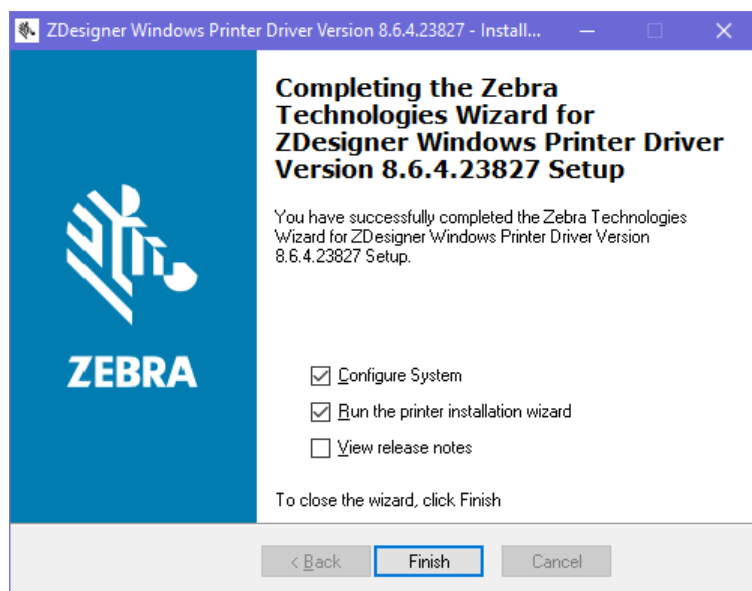 ZDesigner Windows Printer Driver Version 8.6.4.23827 - Install...
Completing the Zebra
Technologies Wizard for
ZDesigner Windows Printer Driver
Version 8.6.4.23827 Setup
You have successfully completed the Zebra Technologies
Wizard for ZDesigner Windows Printer Driver Version
8.6.4.23827 Setup.
ZEBRA
Configure System
Run the printer installation wizard
View release notes
To close the wizard, click Finish
< Back Finish Cancel